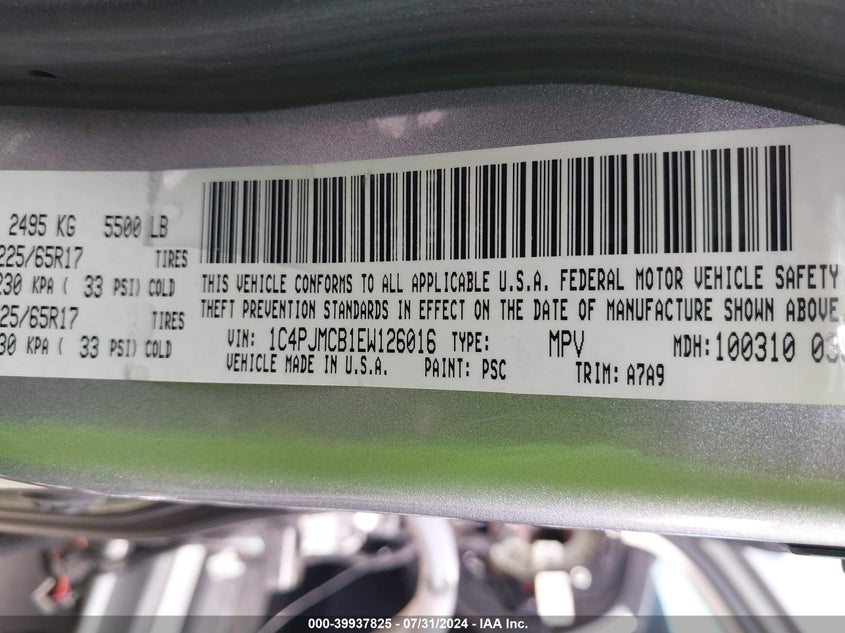 2495 KG 5500 LB
225/65R17 TIRES
230 KPA ( 33 PSI) COLD
25/65R17 TIRES
30 KPA ( 33 PSI) COLD
THIS VEHICLE CONFORMS TO ALL APPLICABLE U.S.A. FEDERAL MOTOR VEHICLE SAFETY
THEFT PREVENTION STANDARDS IN EFFECT ON THE DATE OF MANUFACTURE SHOWN ABOVE.
VIN: 1C4PJMCB1EW126016 TYPE: MPV MDH: 100310 03
VEHICLE MADE IN U.S.A. PAINT: PSC TRIM: A7A9
000-39937825 / 07/31/2024 - IAA Inc.